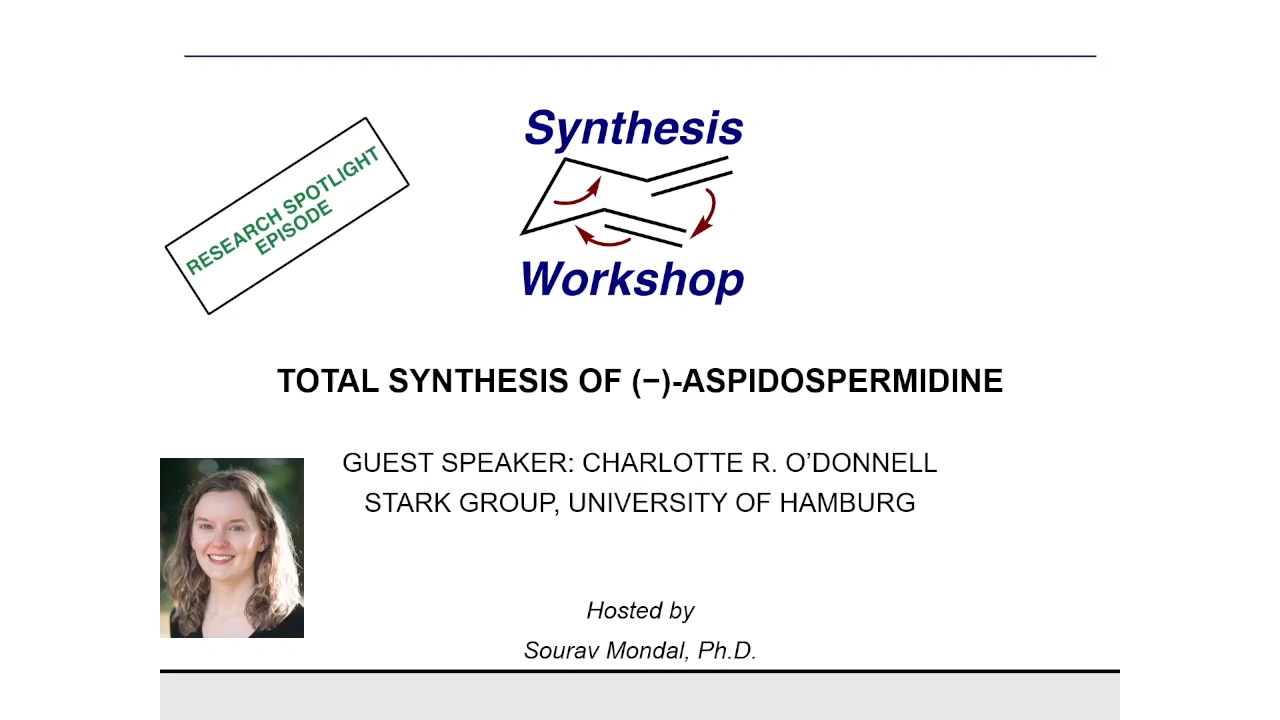 Synthesis
RESEARCH SPOTLIGHT
EPISODE
Workshop
TOTAL SYNTHESIS OF (−)-ASPIDOSPERMIDINE
GUEST SPEAKER: CHARLOTTE R. O’DONNELL
STARK GROUP, UNIVERSITY OF HAMBURG
Hosted by
Sourav Mondal, Ph.D.